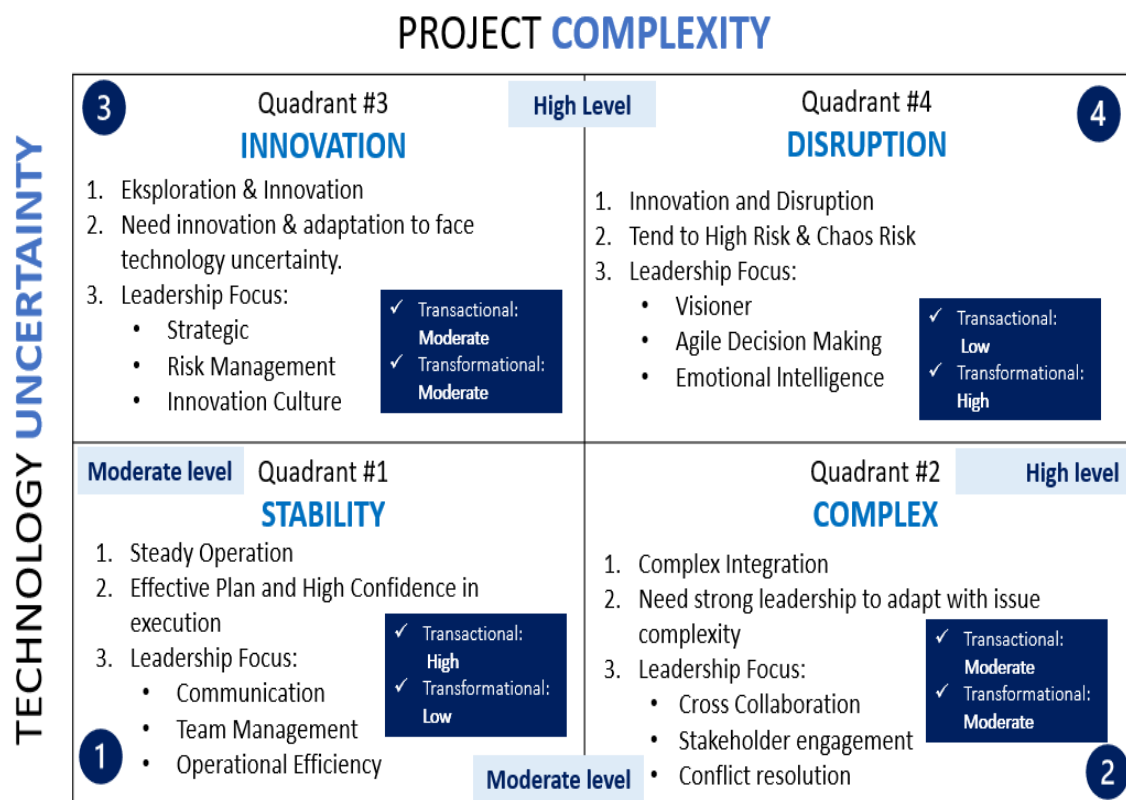 PROJECT COMPLEXITY
TECHNOLOGY UNCERTAINTY
3
Quadrant #3
INNOVATION
1. Eksploration & Innovation
2. Need innovation & adaptation to face
technology uncertainty.
3. Leadership Focus:
• Strategic
• Risk Management
• Innovation Culture
✓ Transactional:
Moderate
✓ Transformational:
Moderate
High Level
Quadrant #4
DISRUPTION
4
1. Innovation and Disruption
2. Tend to High Risk & Chaos Risk
3. Leadership Focus:
• Visioner
• Agile Decision Making
• Emotional Intelligence
✓ Transactional:
Low
✓ Transformational:
High
Moderate level
Quadrant #1
STABILITY
1. Steady Operation
2. Effective Plan and High Confidence in
execution
3. Leadership Focus:
• Communication
• Team Management
• Operational Efficiency
✓ Transactional:
High
✓ Transformational:
Low
1
Moderate level
Quadrant #2
High level
COMPLEX
1. Complex Integration
2. Need strong leadership to adapt with issue
complexity
3. Leadership Focus:
• Cross Collaboration
• Stakeholder engagement
• Conflict resolution
✓ Transactional:
Moderate
✓ Transformational:
Moderate
2